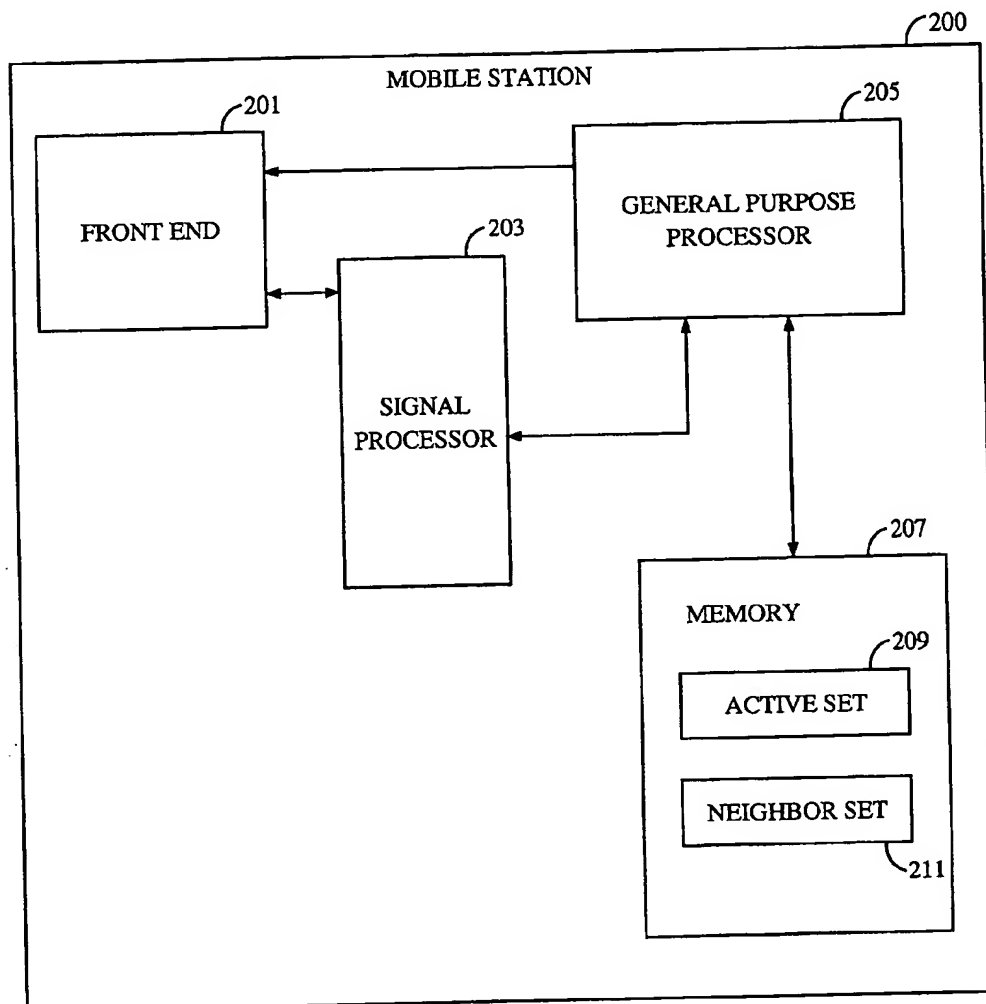 200
MOBILE STATION
201
205
FRONT END
GENERAL PURPOSE
PROCESSOR
203
SIGNAL
PROCESSOR
207
MEMORY
209
ACTIVE SET
NEIGHBOR SET
211